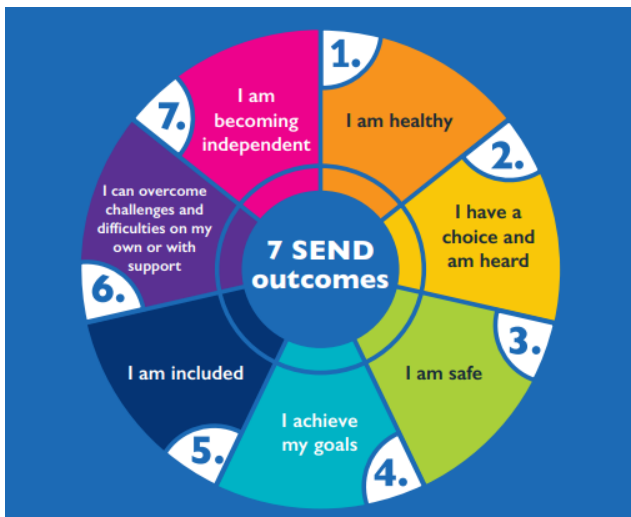 7 SEND
outcomes
1.
I am healthy
2.
I have a
choice and
am heard
3.
I am safe
4.
I achieve
my goals
5.
I am included
6.
I can overcome
challenges and
difficulties on my
own or with
support
7.
I am
becoming
independent